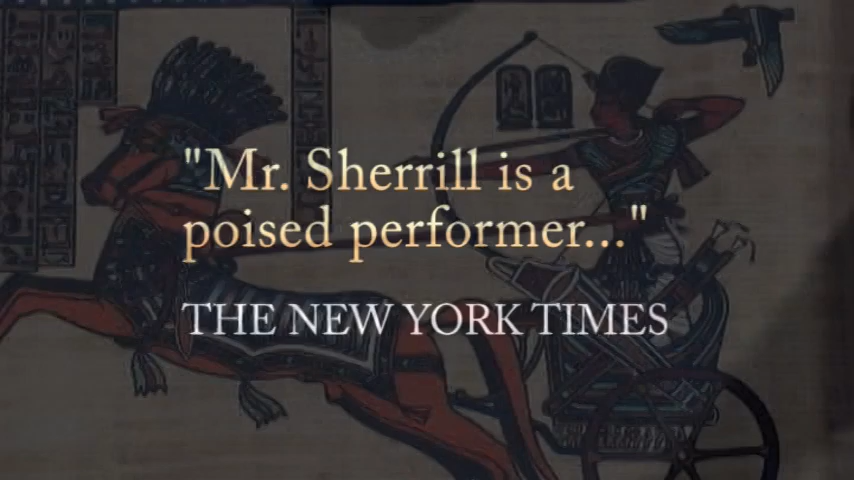 "Mr. Sherrill is a
poised performer..."
THE NEW YORK TIMES